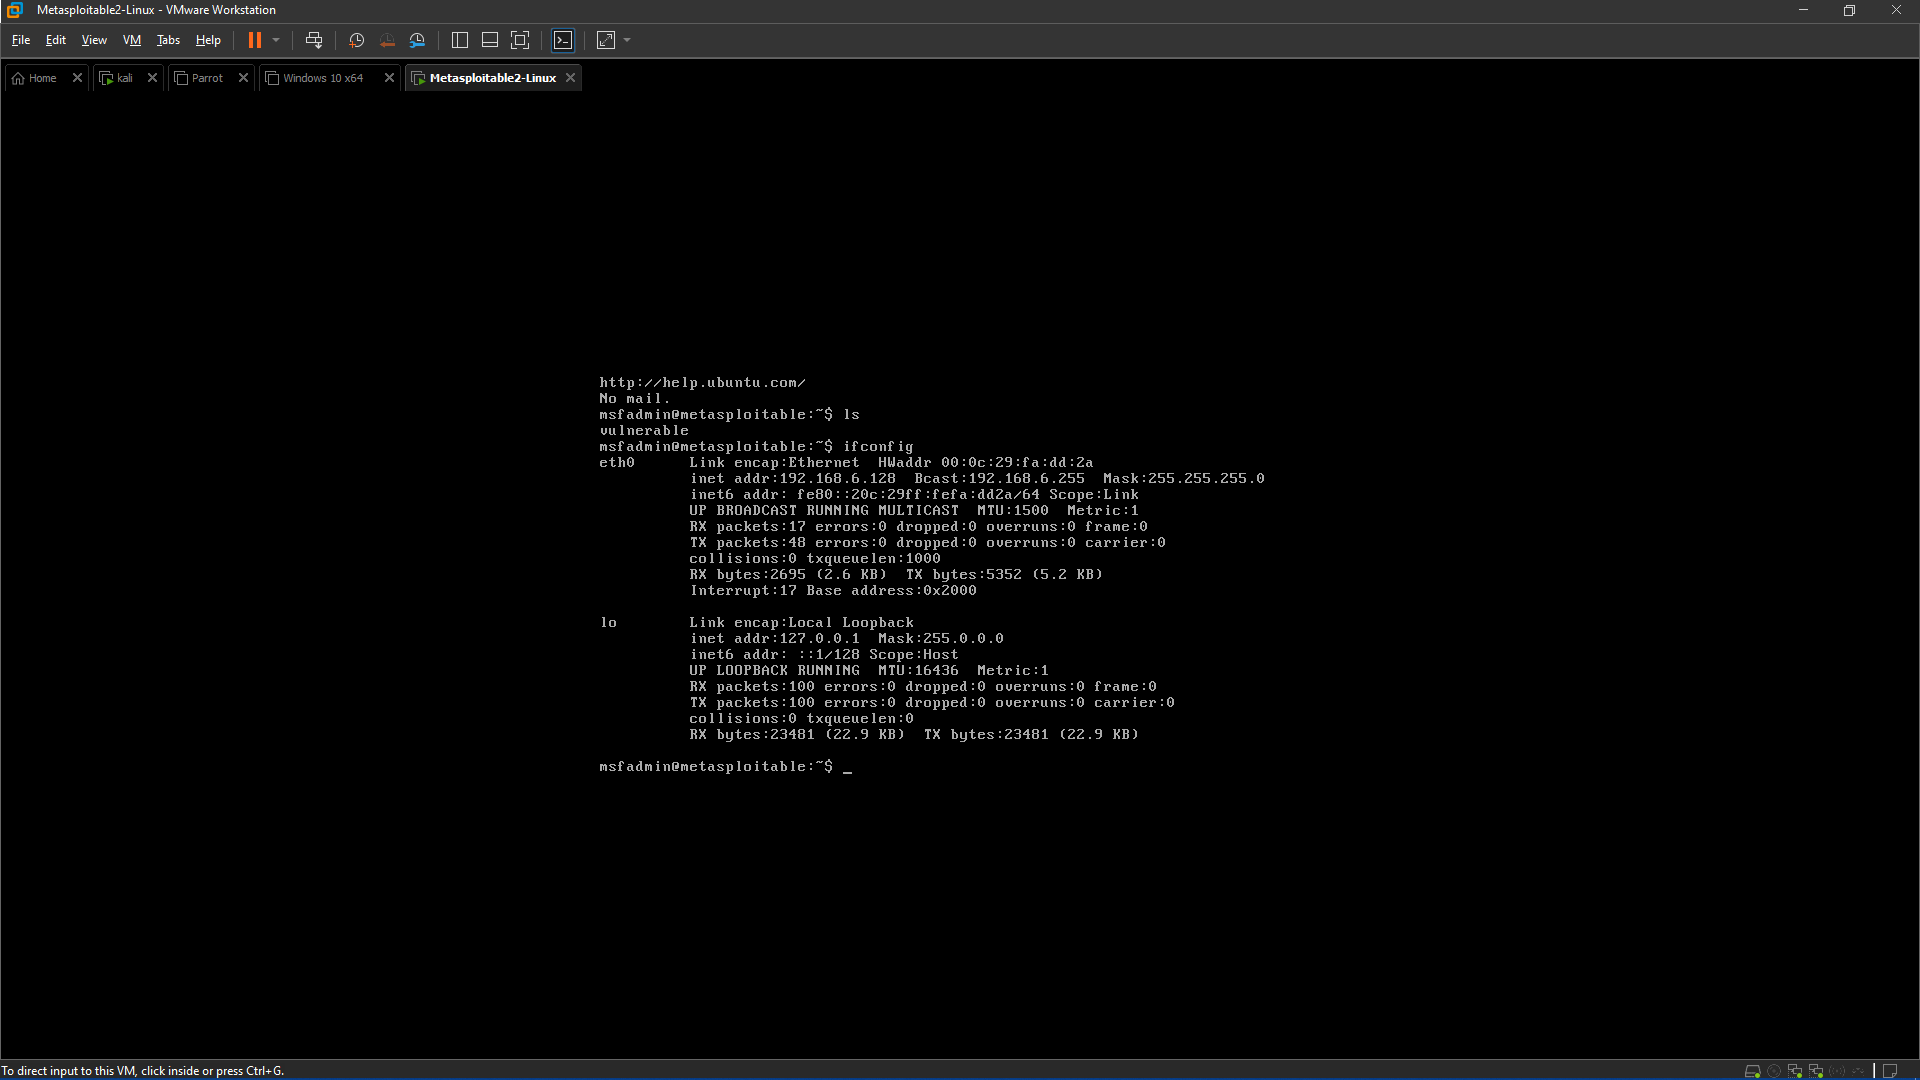 Metasploitable2-Linux - VMware Workstation
File Edit View VM Tabs Help
Home kali Parrot Windows 10 x64 Metasploitable2-Linux
http://help.ubuntu.com/
No mail.
msfadmin@metasploitable:~$ ls
vulnerable
msfadmin@metasploitable:~$ ifconfig
eth0 Link encap:Ethernet HWaddr 00:0c:29:fa:dd:2a
inet addr:192.168.6.128 Bcast:192.168.6.255 Mask:255.255.255.0
inet6 addr: fe80::20c:29ff:fefa:dd2a/64 Scope:Link
UP BROADCAST RUNNING MULTICAST MTU:1500 Metric:1
RX packets:17 errors:0 dropped:0 overruns:0 frame:0
TX packets:48 errors:0 dropped:0 overruns:0 carrier:0
collisions:0 txqueuelen:1000
RX bytes:2695 (2.6 KB) TX bytes:5352 (5.2 KB)
Interrupt:17 Base address:0x2000
lo Link encap:Local Loopback
inet addr:127.0.0.1 Mask:255.0.0.0
inet6 addr: ::1/128 Scope:Host
UP LOOPBACK RUNNING MTU:16436 Metric:1
RX packets:100 errors:0 dropped:0 overruns:0 frame:0
TX packets:100 errors:0 dropped:0 overruns:0 carrier:0
collisions:0 txqueuelen:0
RX bytes:23481 (22.9 KB) TX bytes:23481 (22.9 KB)
msfadmin@metasploitable:~$ _
To direct input to this VM, click inside or press Ctrl+G.